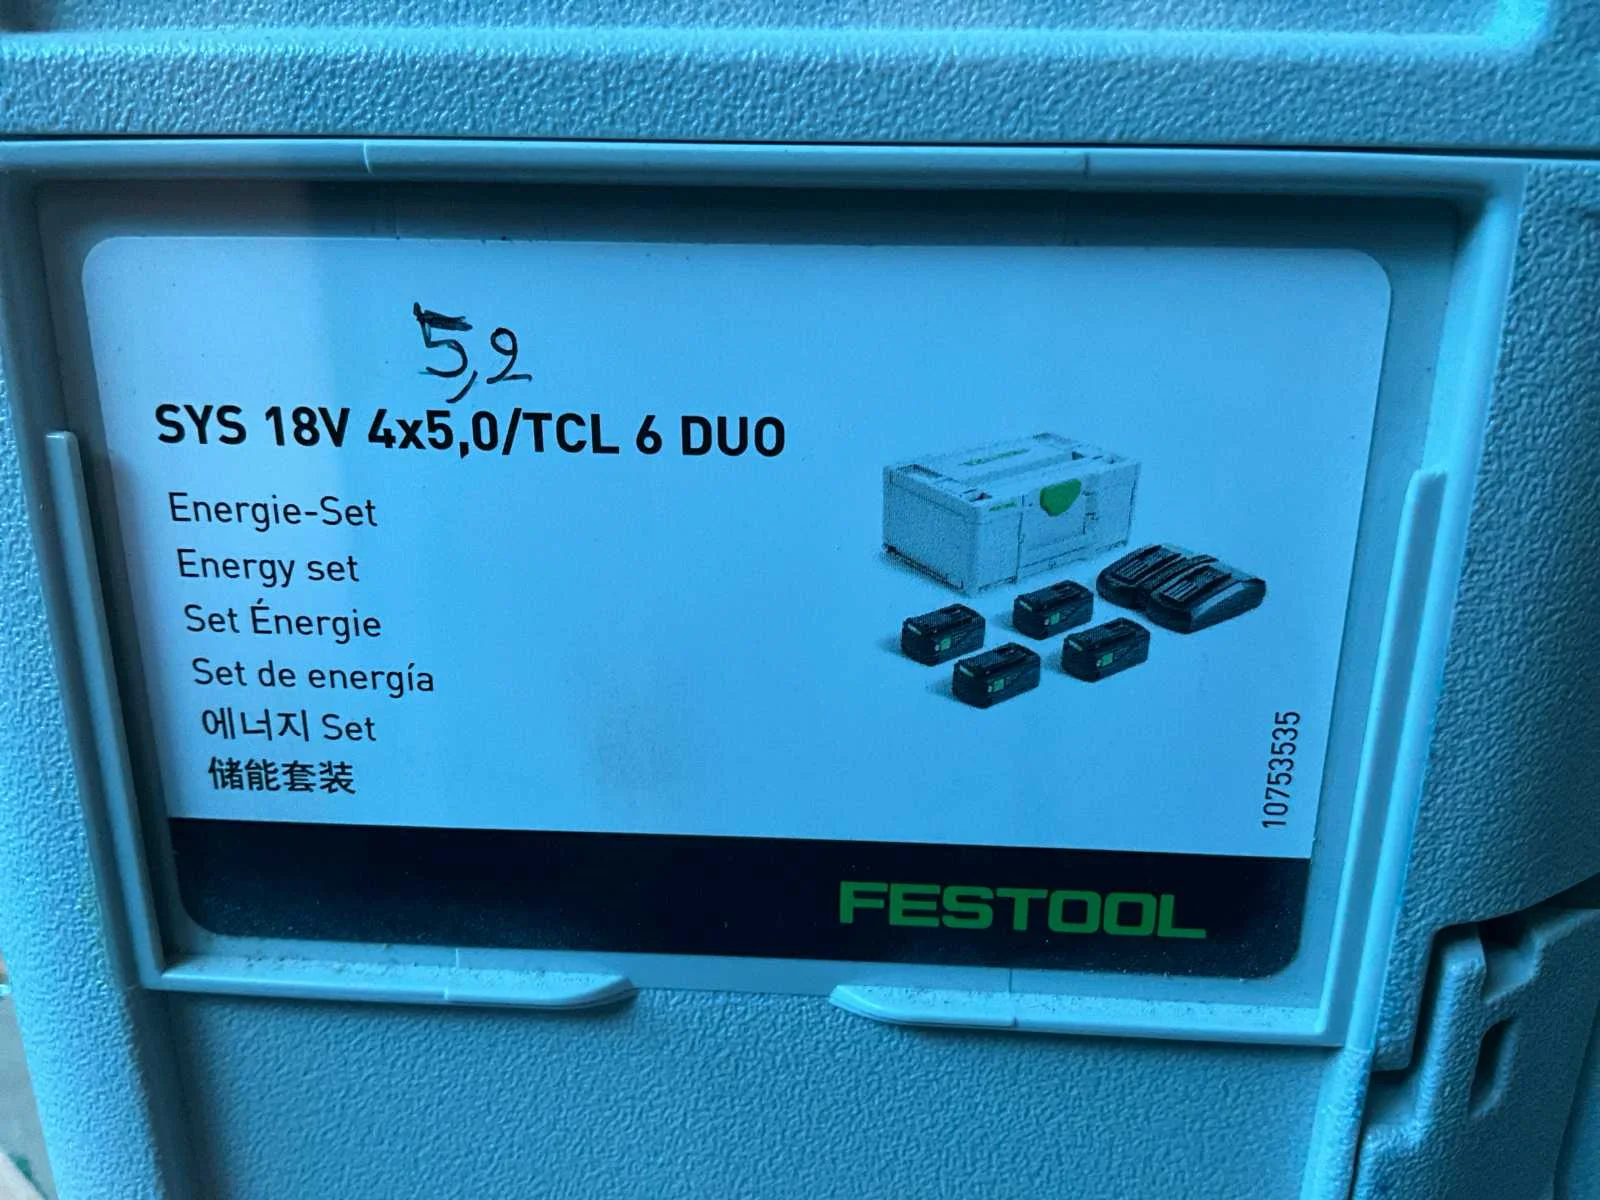 5,2
SYS 18V 4x5,0/TCL 6 DUO
Energie-Set
Energy set
Set Énergie
Set de energía
에너지 Set
储能套装
10753535
FESTOOL